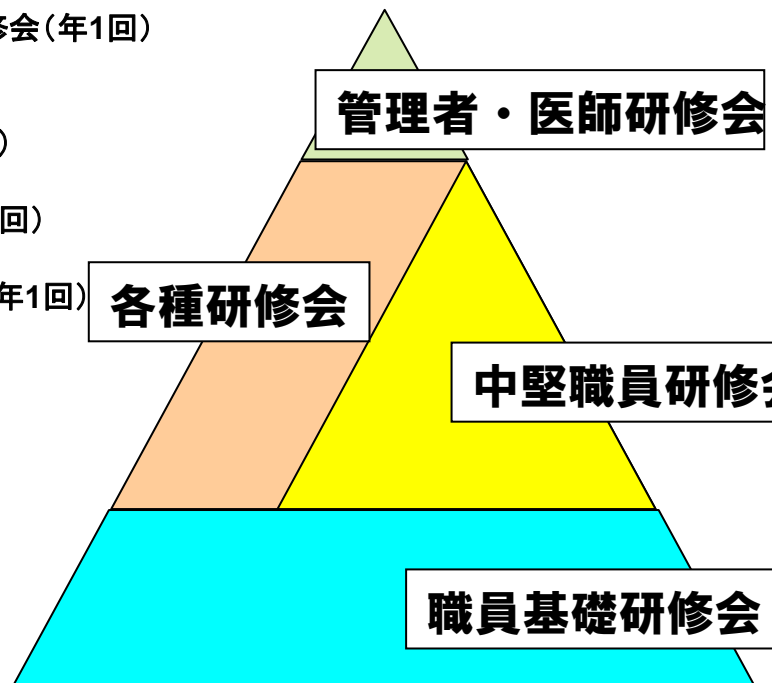 修会（年1回）
管理者・医師研修会
）
回）
年1回）
各種研修会
中堅職員研修会
職員基礎研修会